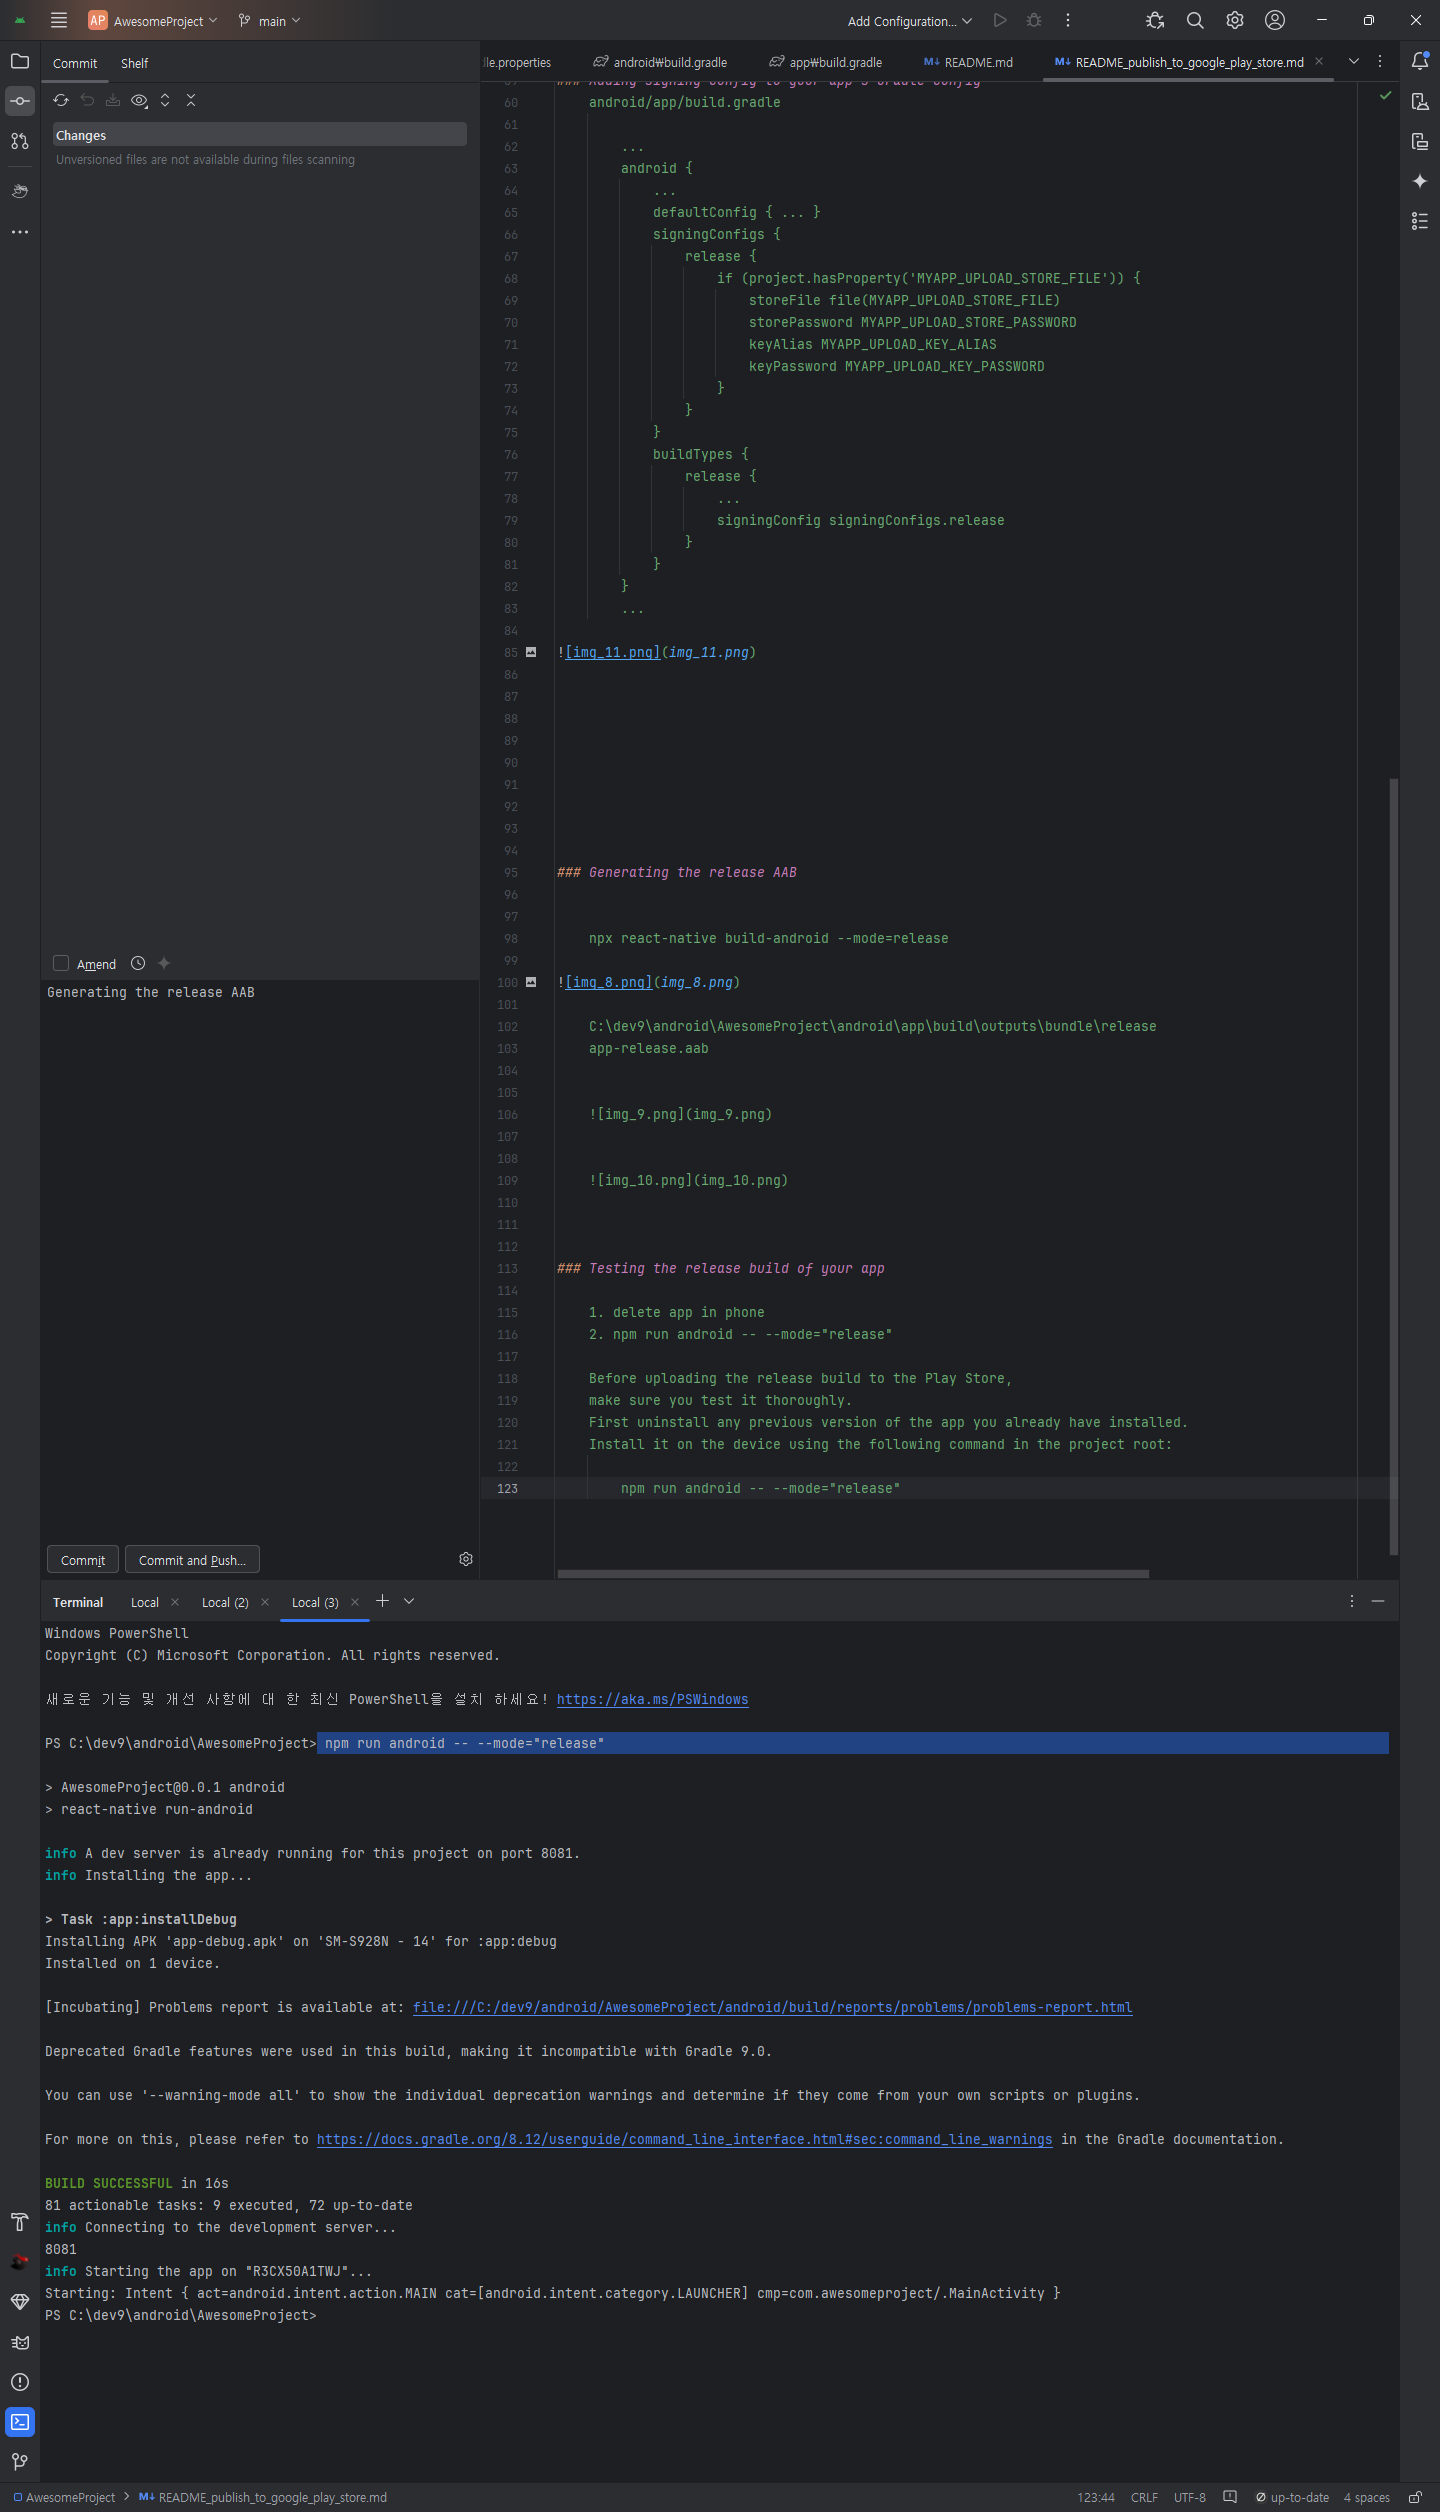 AP AwesomeProject main Add Configuration...
Commit Shelf
lle.properties android₩build.gradle app₩build.gradle README.md README_publish_to_google_play_store.md
Changes
Unversioned files are not available during files scanning
Amend
Generating the release AAB
Commit Commit and Push...
### Adding signing config to your app's Gradle config
60 android/app/build.gradle
61
62 ...
63 android {
64 ...
65 defaultConfig { ... }
66 signingConfigs {
67 release {
68 if (project.hasProperty('MYAPP_UPLOAD_STORE_FILE')) {
69 storeFile file(MYAPP_UPLOAD_STORE_FILE)
70 storePassword MYAPP_UPLOAD_STORE_PASSWORD
71 keyAlias MYAPP_UPLOAD_KEY_ALIAS
72 keyPassword MYAPP_UPLOAD_KEY_PASSWORD
73 }
74 }
75 }
76 buildTypes {
77 release {
78 ...
79 signingConfig signingConfigs.release
80 }
81 }
82 }
83 ...
84
85 ![img_11.png](img_11.png)
86
87
88
89
90
91
92
93
94
95 ### Generating the release AAB
96
97
98 npx react-native build-android --mode=release
99
100 ![img_8.png](img_8.png)
101
102 C:\dev9\android\AwesomeProject\android\app\build\outputs\bundle\release
103 app-release.aab
104
105
106 ![img_9.png](img_9.png)
107
108
109 ![img_10.png](img_10.png)
110
111
112
113 ### Testing the release build of your app
114
115 1. delete app in phone
116 2. npm run android -- --mode="release"
117
118 Before uploading the release build to the Play Store,
119 make sure you test it thoroughly.
120 First uninstall any previous version of the app you already have installed.
121 Install it on the device using the following command in the project root:
122
123 npm run android -- --mode="release"
Terminal Local Local (2) Local (3)
Windows PowerShell
Copyright (C) Microsoft Corporation. All rights reserved.
새로운 기능 및 개선 사항에 대 한 최신 PowerShell을 설치 하세요! https://aka.ms/PSWindows
PS C:\dev9\android\AwesomeProject> npm run android -- --mode="release"
> AwesomeProject@0.0.1 android
> react-native run-android
info A dev server is already running for this project on port 8081.
info Installing the app...
> Task :app:installDebug
Installing APK 'app-debug.apk' on 'SM-S928N - 14' for :app:debug
Installed on 1 device.
[Incubating] Problems report is available at: file:///C:/dev9/android/AwesomeProject/android/build/reports/problems/problems-report.html
Deprecated Gradle features were used in this build, making it incompatible with Gradle 9.0.
You can use '--warning-mode all' to show the individual deprecation warnings and determine if they come from your own scripts or plugins.
For more on this, please refer to https://docs.gradle.org/8.12/userguide/command_line_interface.html#sec:command_line_warnings in the Gradle documentation.
BUILD SUCCESSFUL in 16s
81 actionable tasks: 9 executed, 72 up-to-date
info Connecting to the development server...
8081
info Starting the app on "R3CX50A1TWJ"...
Starting: Intent { act=android.intent.action.MAIN cat=[android.intent.category.LAUNCHER] cmp=com.awesomeproject/.MainActivity }
PS C:\dev9\android\AwesomeProject>
AwesomeProject > README_publish_to_google_play_store.md 123:44 CRLF UTF-8 up-to-date 4 spaces